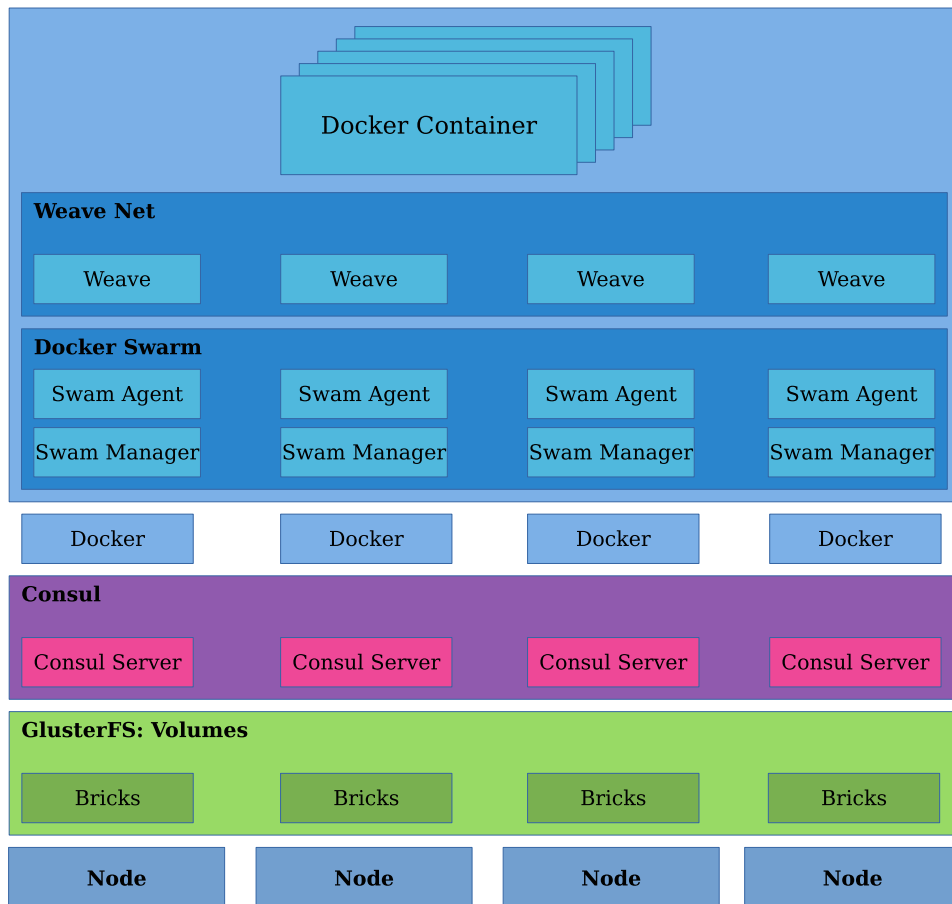 Docker Container
Weave Net
Weave Weave Weave Weave
Docker Swarm
Swam Agent Swam Agent Swam Agent Swam Agent
Swam Manager Swam Manager Swam Manager Swam Manager
Docker Docker Docker Docker
Consul
Consul Server Consul Server Consul Server Consul Server
GlusterFS: Volumes
Bricks Bricks Bricks Bricks
Node Node Node Node